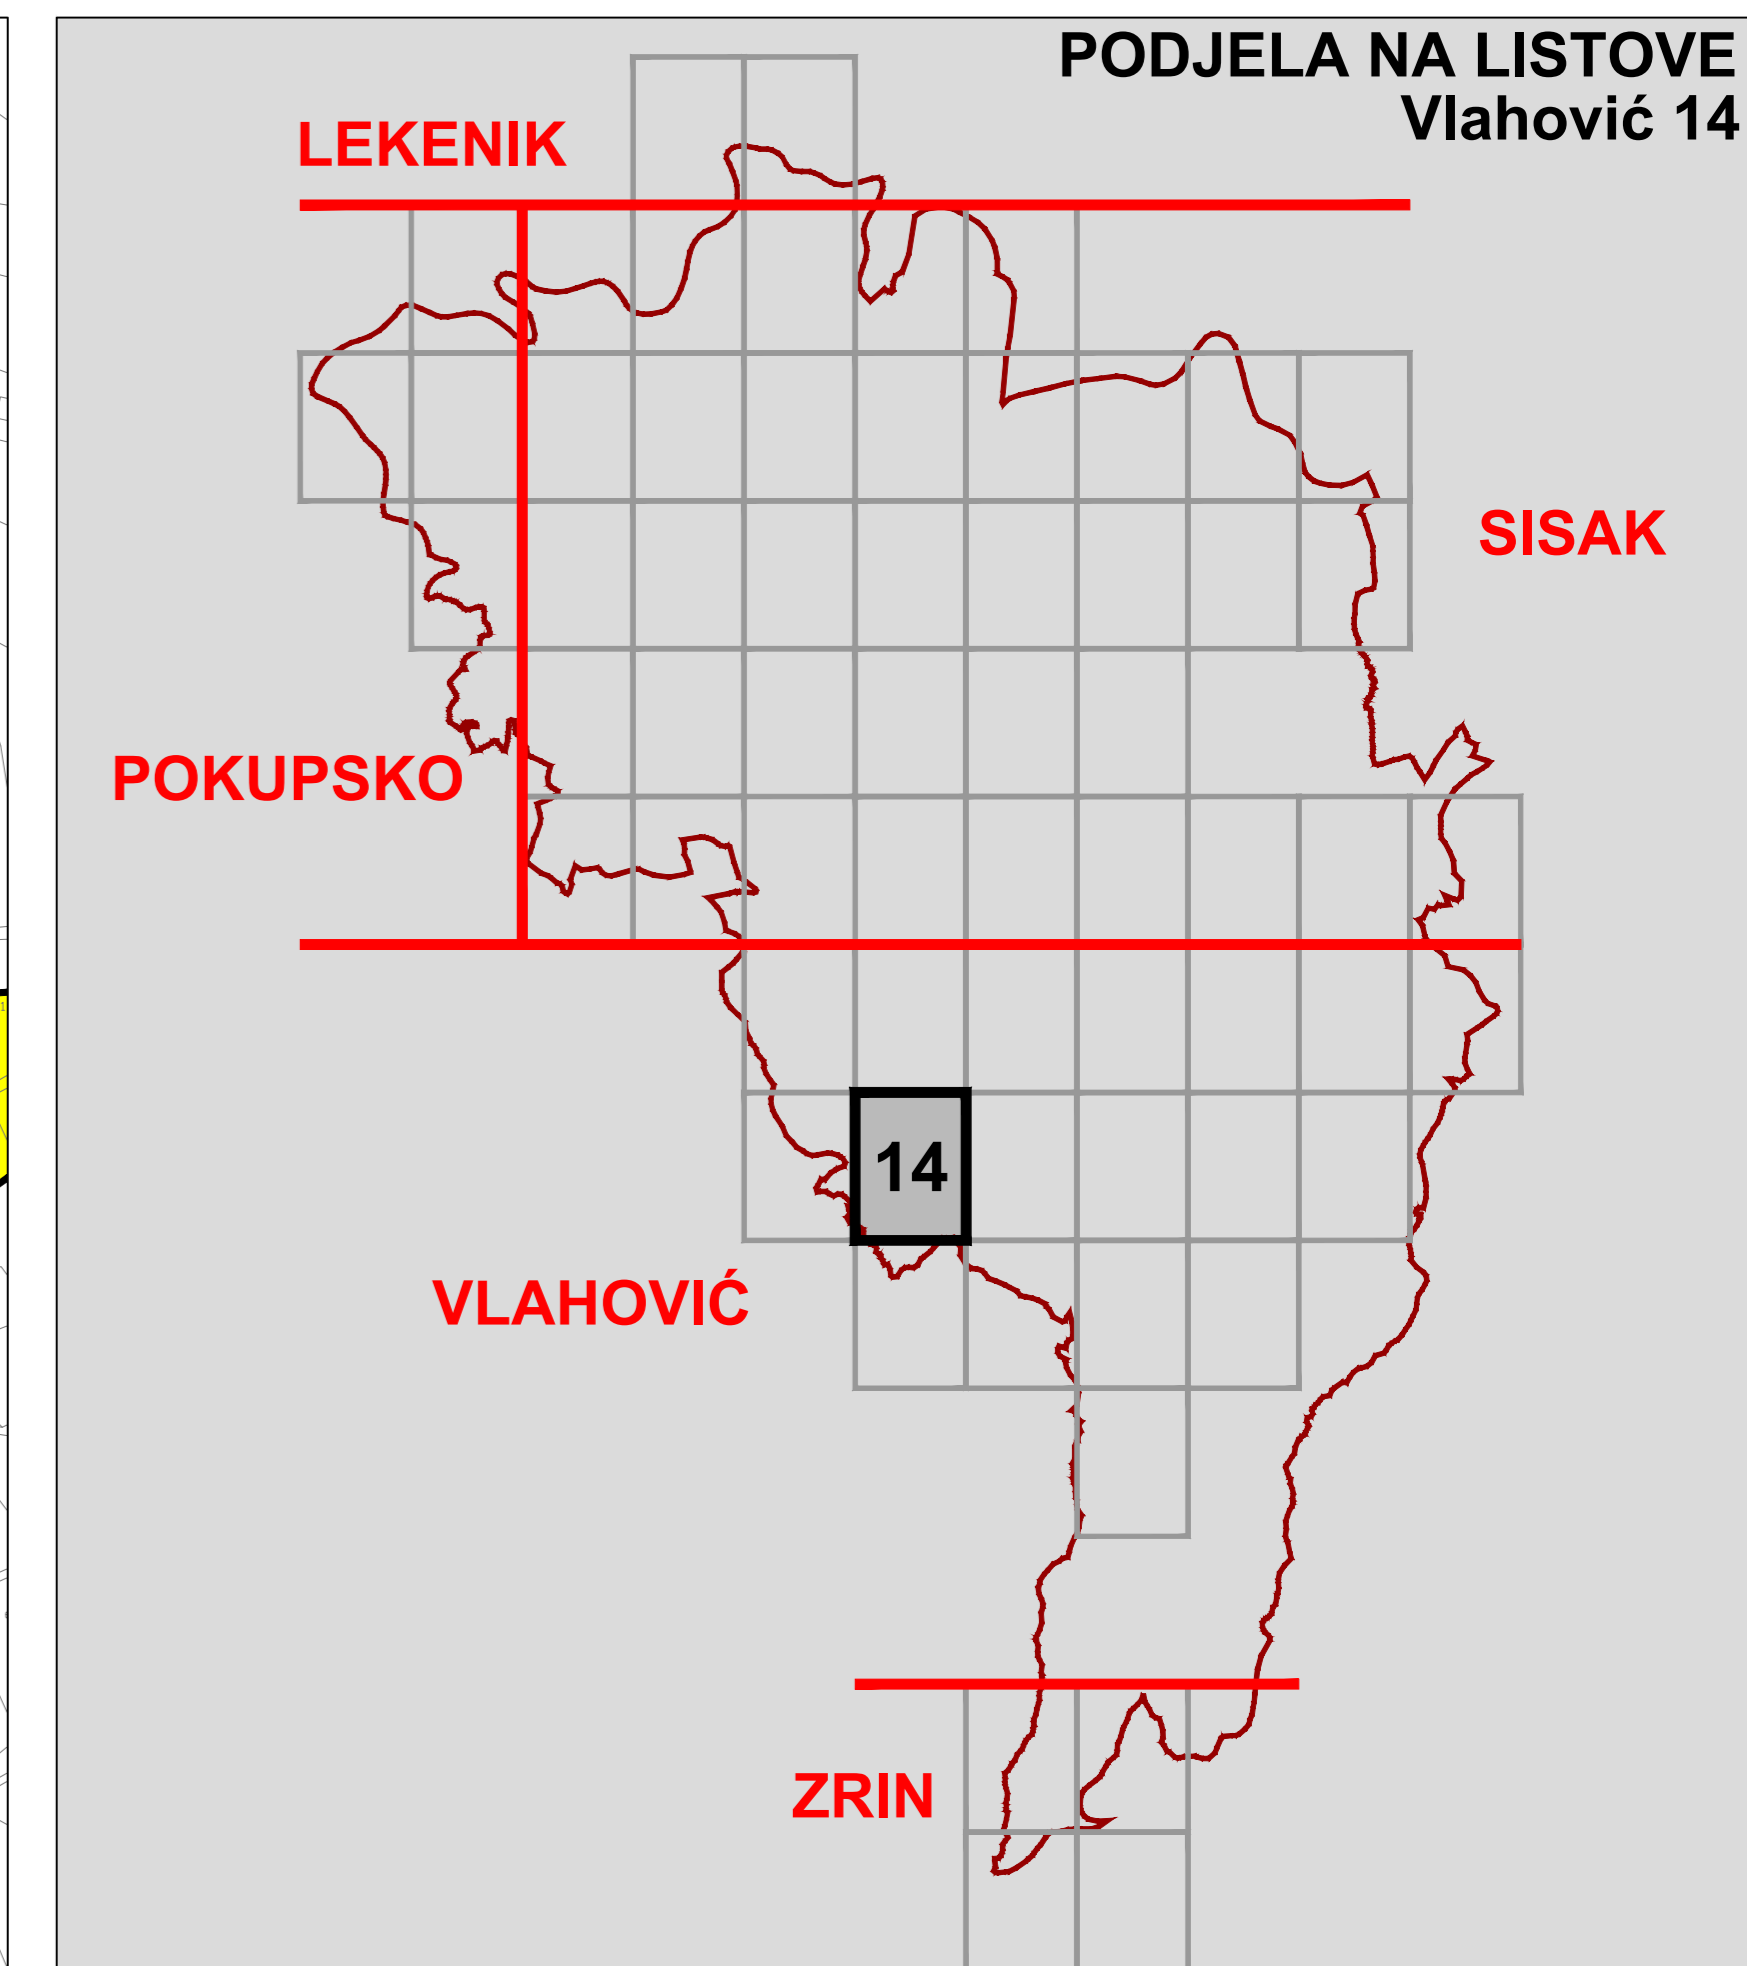 PODJELA NA LISTOVE
Vlahović 14
LEKENIK
SISAK
POKUPSKO
14
VLAHOVIĆ
ZRIN